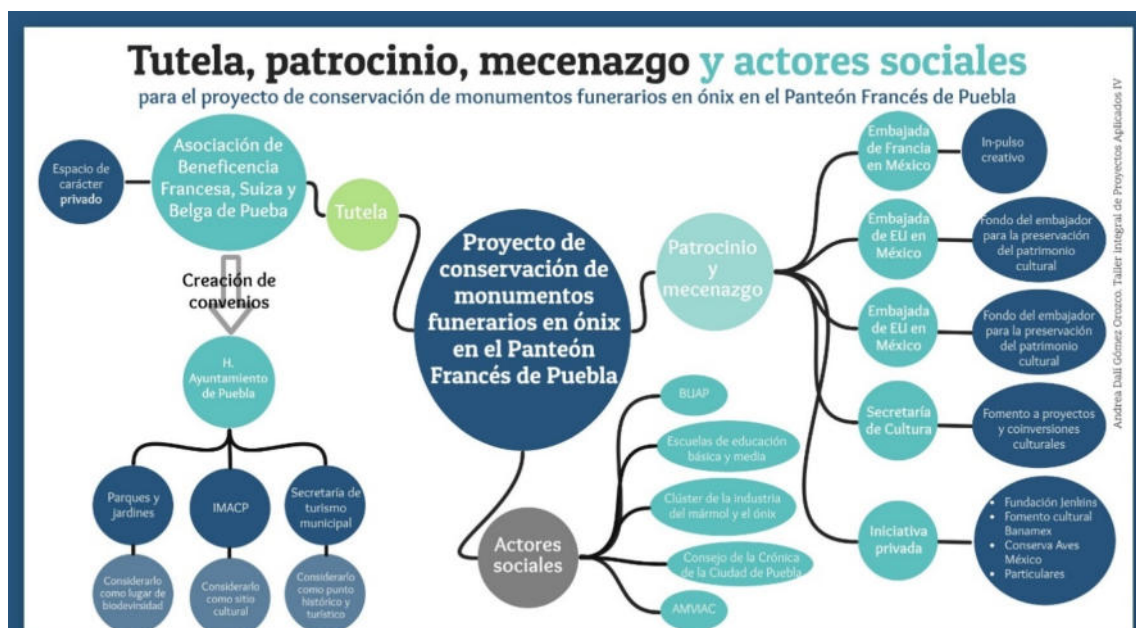 Tutela, patrocinio, mecenazgo y actores sociales
para el proyecto de conservación de monumentos funerarios en ónix en el Panteón Francés de Puebla
Espacio de
carácter
privado
Asociación de
Beneficencia
Francesa, Suiza y
Belga de Pueba
Tutela
Creación de
convenios
H.
Ayuntamiento
de Puebla
Parques y
jardines
IMACP
Secretaría de
turismo
municipal
Considerarlo
como lugar de
biodevirsidad
Considerarlo
como sitio
cultural
Considerarlo
como punto
histórico y
turístico
Proyecto de
conservación de
monumentos
funerarios en ónix
en el Panteón
Francés de Puebla
Patrocinio
y
mecenazgo
Embajada
de Francia
en México
In-pulso
creativo
Embajada
de EU en
México
Fondo del embajador
para la preservación
del patrimonio
cultural
Embajada
de EU en
México
Fondo del embajador
para la preservación
del patrimonio
cultural
Secretaría
de Cultura
Fomento a proyectos
y coinversiones
culturales
Iniciativa
privada
• Fundación Jenkins
• Fomento cultural
Banamex
• Conserva Aves
México
• Particulares
Actores
sociales
BUAP
Escuelas de educación
básica y media
Clúster de la industria
del mármol y el ónix
Consejo de la Crónica
de la Ciudad de Puebla
AMVIAC
Andrea Dalí Gómez Orozco. Taller Integral de Proyectos Aplicados IV